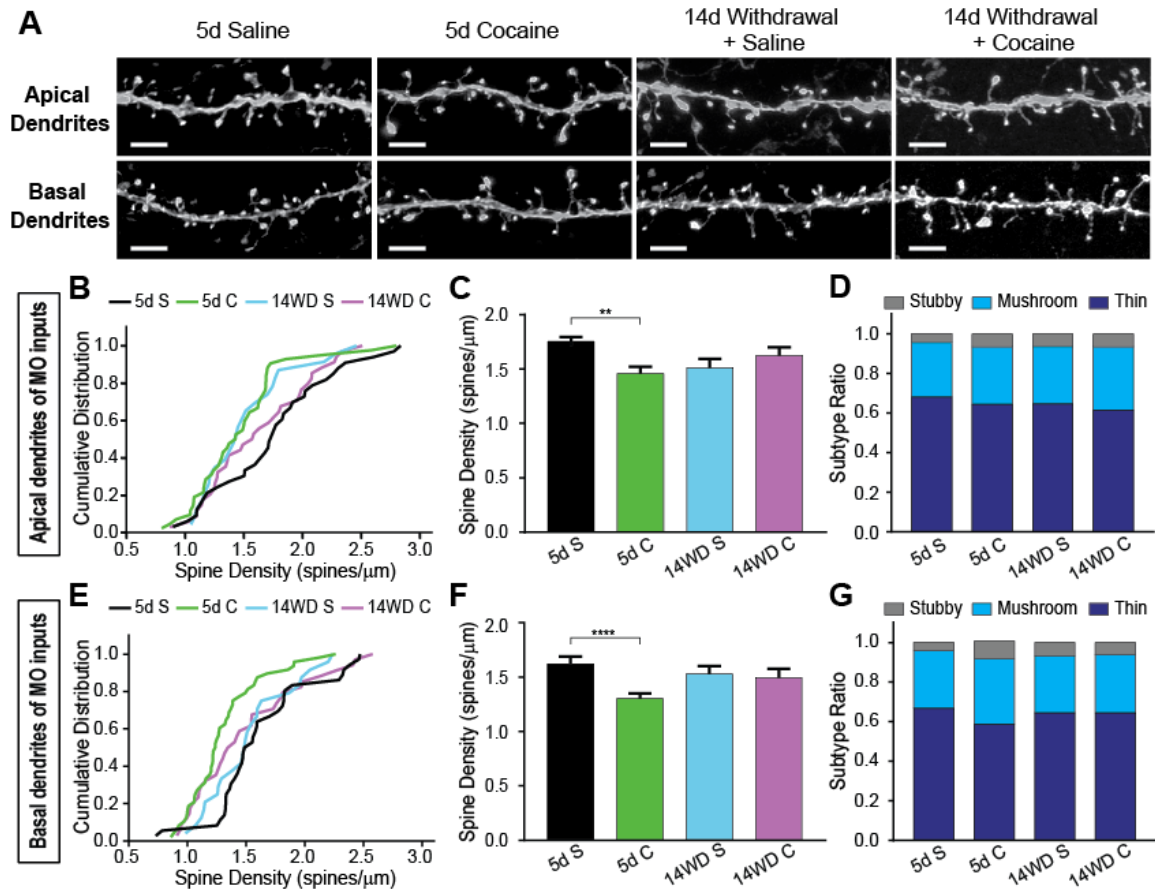 A
5d Saline
5d Cocaine
14d Withdrawal
+ Saline
14d Withdrawal
+ Cocaine
Apical
Dendrites
Basal
Dendrites
Apical dendrites of MO inputs
B
5d S 5d C 14WD S 14WD C
Cumulative Distribution
1.0
0.8
0.6
0.4
0.2
0.0
0.5 1.0 1.5 2.0 2.5 3.0
Spine Density (spines/μm)
C
Spine Density (spines/μm)
2.0
1.5
1.0
0.5
0.0
**
5d S 5d C 14WD S 14WD C
D
Stubby Mushroom Thin
Subtype Ratio
1.0
0.8
0.6
0.4
0.2
0.0
5d S 5d C 14WD S 14WD C
Basal dendrites of MO inputs
E
5d S 5d C 14WD S 14WD C
Cumulative Distribution
1.0
0.8
0.6
0.4
0.2
0.0
0.5 1.0 1.5 2.0 2.5 3.0
Spine Density (spines/μm)
F
Spine Density (spines/μm)
2.0
1.5
1.0
0.5
0.0
****
5d S 5d C 14WD S 14WD C
G
Stubby Mushroom Thin
Subtype Ratio
1.0
0.8
0.6
0.4
0.2
0.0
5d S 5d C 14WD S 14WD C